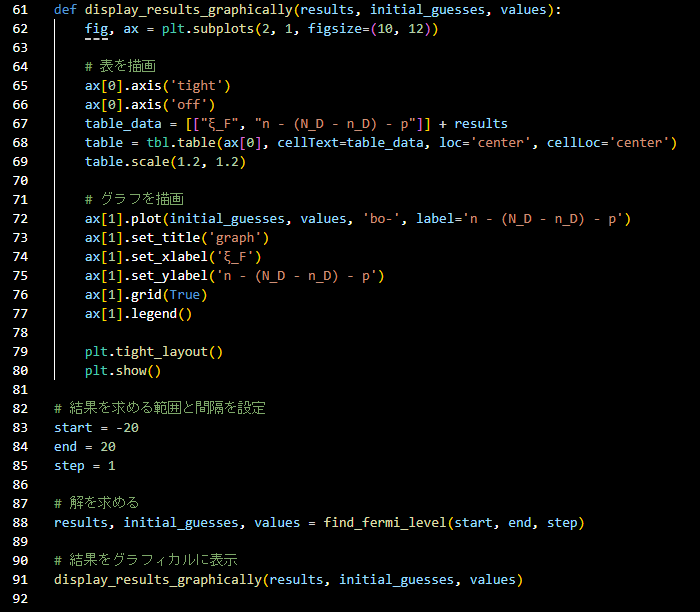 61 def display_results_graphically(results, initial_guesses, values):
62     fig, ax = plt.subplots(2, 1, figsize=(10, 12))
63
64     # 表を描画
65     ax[0].axis('tight')
66     ax[0].axis('off')
67     table_data = [["ξ_F", "n - (N_D - n_D) - p"]] + results
68     table = tbl.table(ax[0], cellText=table_data, loc='center', cellLoc='center')
69     table.scale(1.2, 1.2)
70
71     # グラフを描画
72     ax[1].plot(initial_guesses, values, 'bo-', label='n - (N_D - n_D) - p')
73     ax[1].set_title('graph')
74     ax[1].set_xlabel('ξ_F')
75     ax[1].set_ylabel('n - (N_D - n_D) - p')
76     ax[1].grid(True)
77     ax[1].legend()
78
79     plt.tight_layout()
80     plt.show()
81
82 # 結果を求める範囲と間隔を設定
83 start = -20
84 end = 20
85 step = 1
86
87 # 解を求める
88 results, initial_guesses, values = find_fermi_level(start, end, step)
89
90 # 結果をグラフィカルに表示
91 display_results_graphically(results, initial_guesses, values)
92